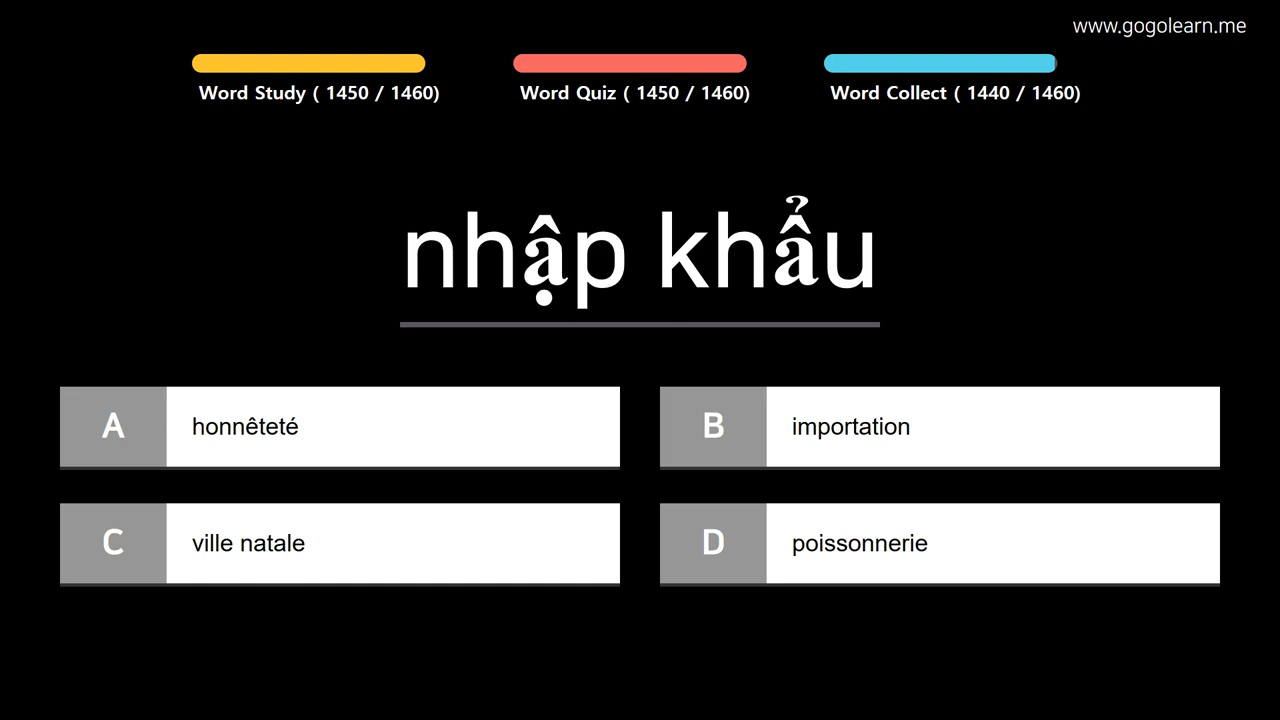 www.gogolearn.me
Word Study ( 1450 / 1460)
Word Quiz ( 1450 / 1460)
Word Collect ( 1440 / 1460)
nhập khẩu
A honnêteté
B importation
C ville natale
D poissonnerie